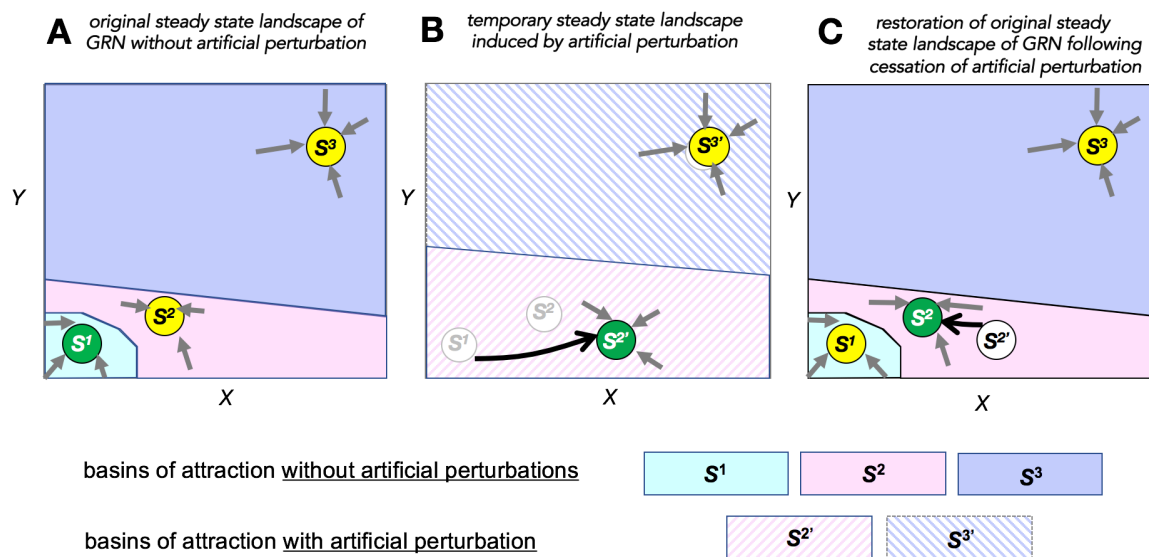 A
original steady state landscape of
GRN without artificial perturbation
B
temporary steady state landscape
induced by artificial perturbation
C
restoration of original steady
state landscape of GRN following
cessation of artificial perturbation
Y
S³
S²
S¹
X
Y
S³'
S²
S¹
S²'
X
Y
S³
S²
S¹
S²'
X
basins of attraction without artificial perturbations
S¹
S²
S³
basins of attraction with artificial perturbation
S²'
S³'